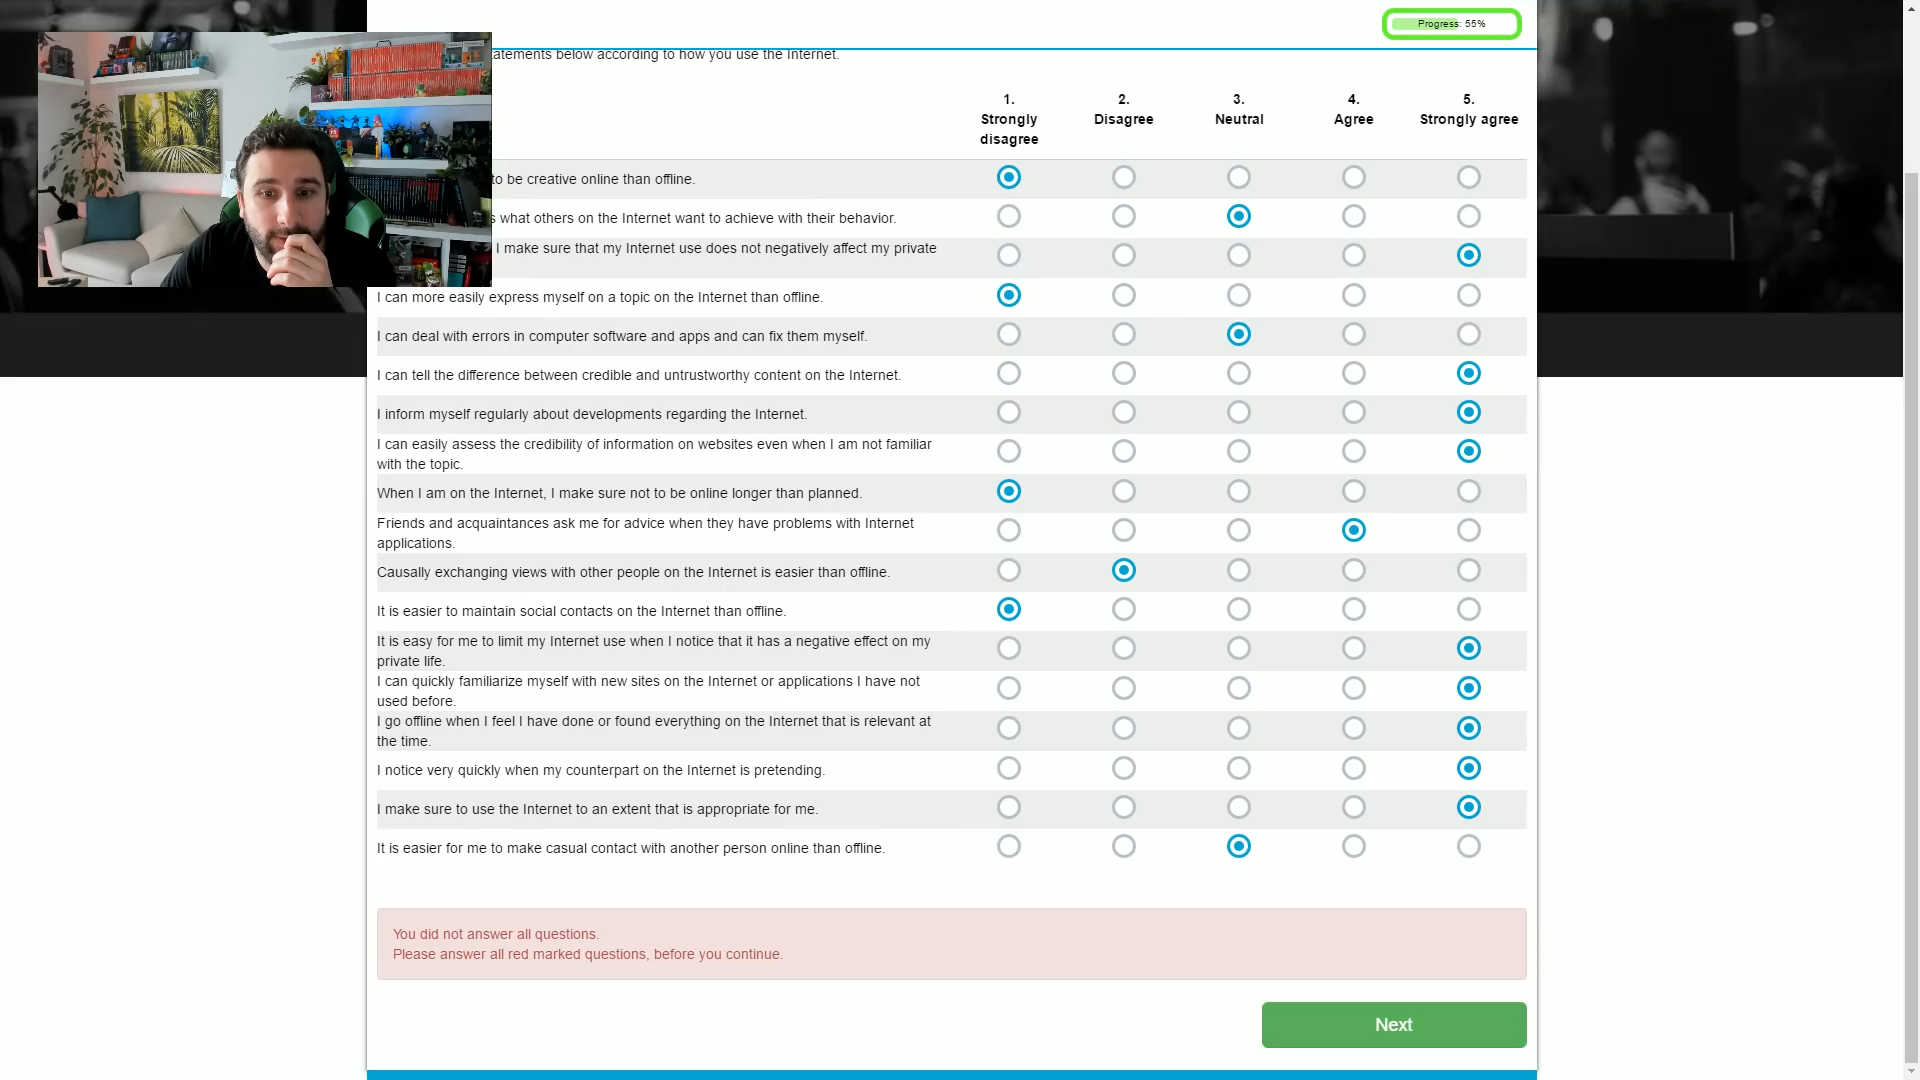 Progress: 55%
atements below according to how you use the Internet.
1. 2. 3. 4. 5.
Strongly Disagree Neutral Agree Strongly agree
disagree
to be creative online than offline.
s what others on the Internet want to achieve with their behavior.
I make sure that my Internet use does not negatively affect my private
I can more easily express myself on a topic on the Internet than offline.
I can deal with errors in computer software and apps and can fix them myself.
I can tell the difference between credible and untrustworthy content on the Internet.
I inform myself regularly about developments regarding the Internet.
I can easily assess the credibility of information on websites even when I am not familiar
with the topic.
When I am on the Internet, I make sure not to be online longer than planned.
Friends and acquaintances ask me for advice when they have problems with Internet
applications.
Causally exchanging views with other people on the Internet is easier than offline.
It is easier to maintain social contacts on the Internet than offline.
It is easy for me to limit my Internet use when I notice that it has a negative effect on my
private life.
I can quickly familiarize myself with new sites on the Internet or applications I have not
used before.
I go offline when I feel I have done or found everything on the Internet that is relevant at
the time.
I notice very quickly when my counterpart on the Internet is pretending.
I make sure to use the Internet to an extent that is appropriate for me.
It is easier for me to make casual contact with another person online than offline.
You did not answer all questions.
Please answer all red marked questions, before you continue.
Next